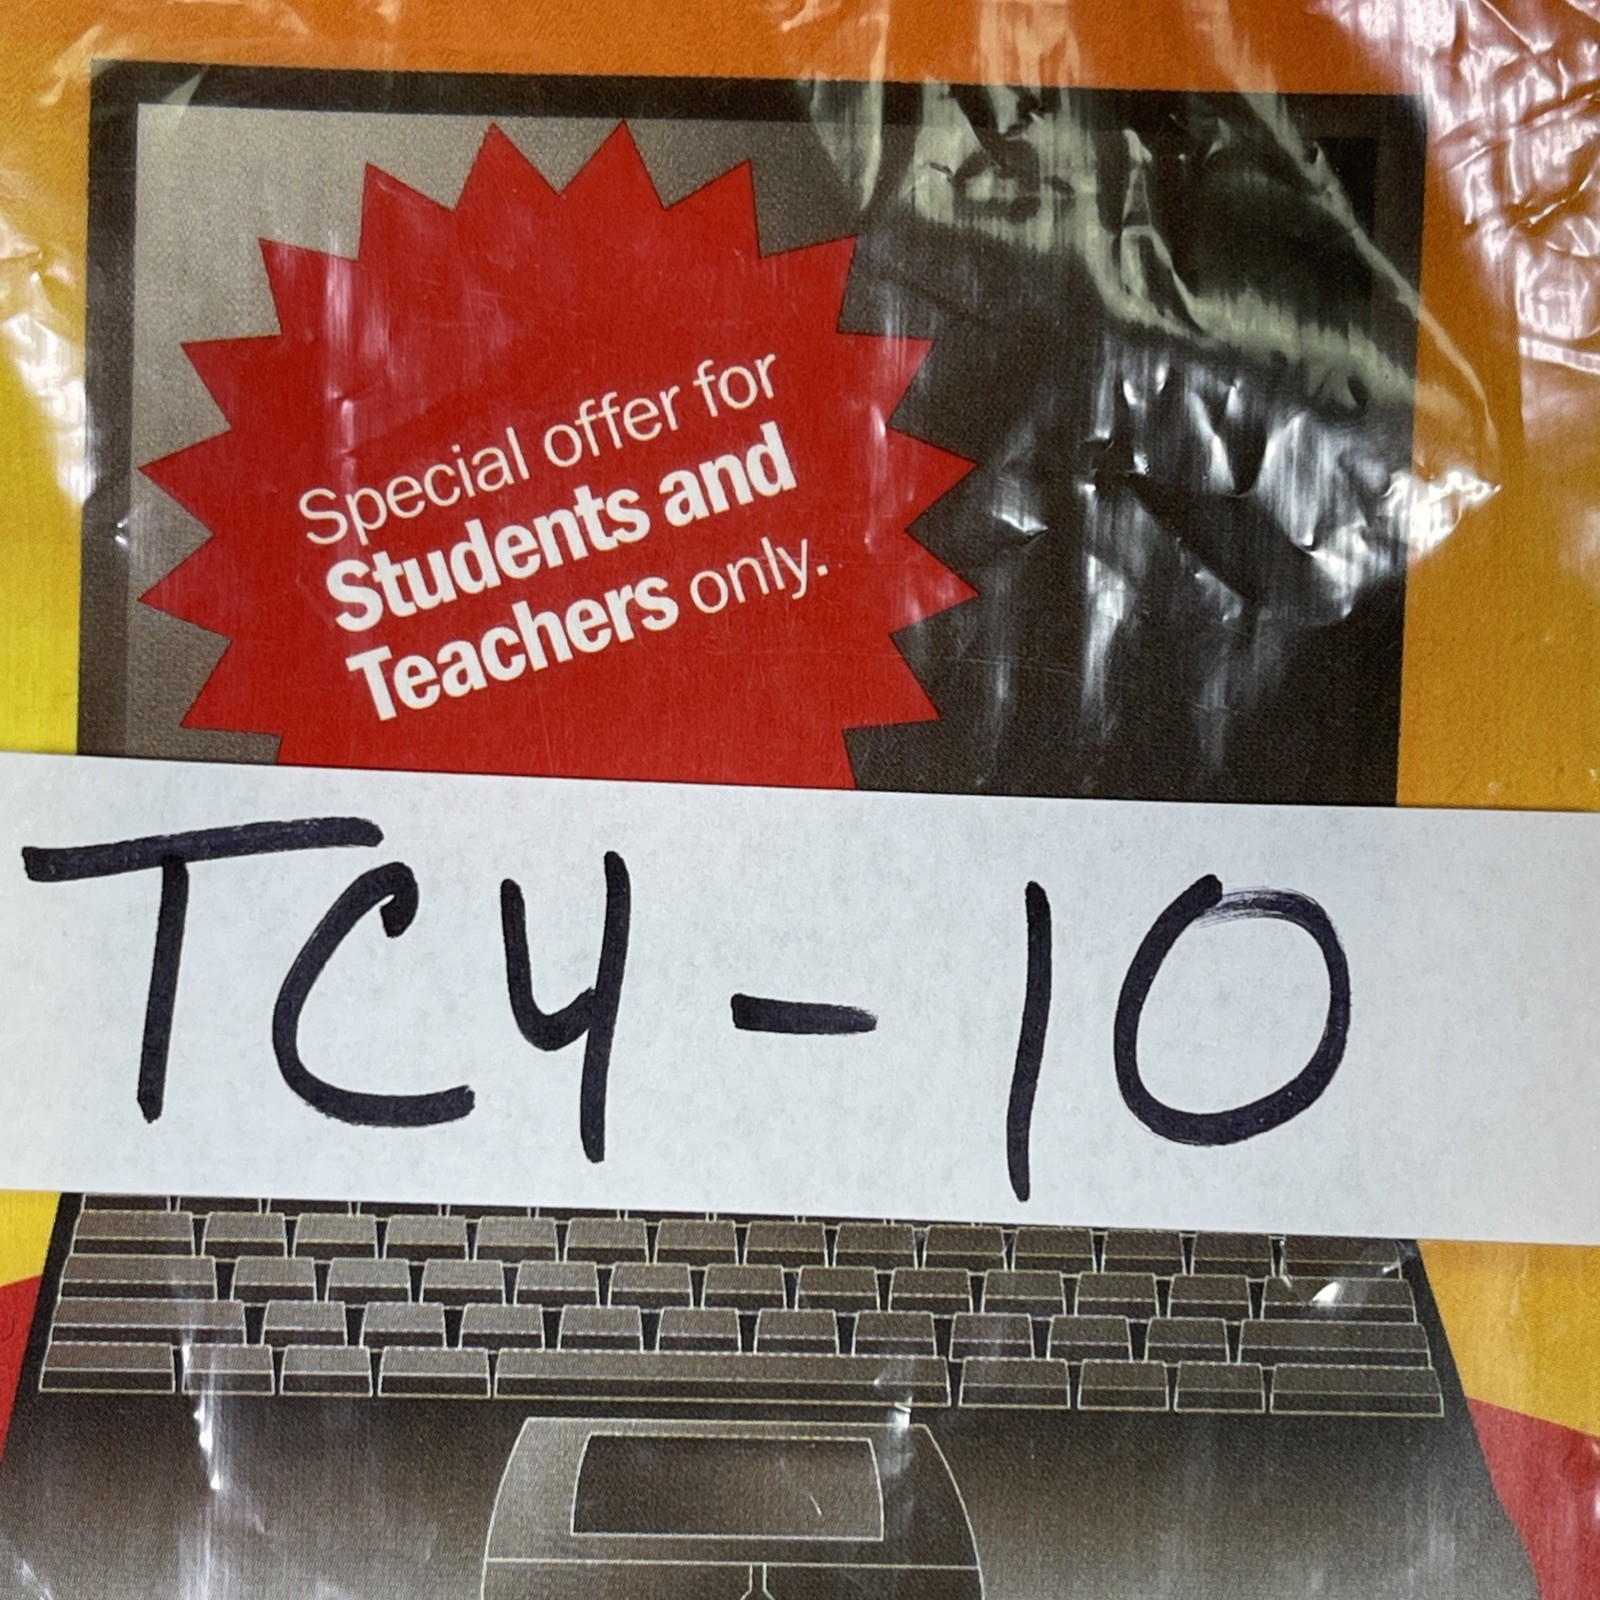 Special offer for
Students and
Teachers only.
TC4-10